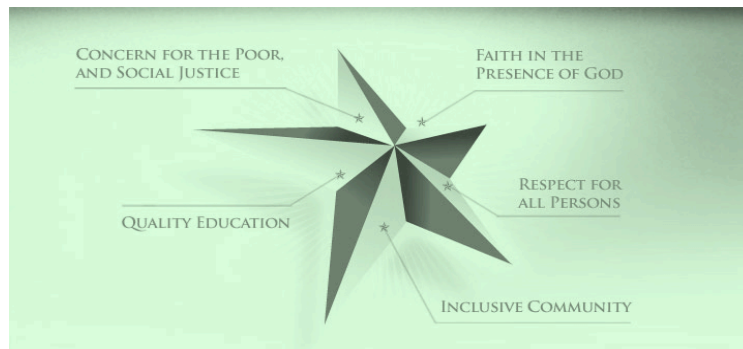 CONCERN FOR THE POOR,
AND SOCIAL JUSTICE
FAITH IN THE
PRESENCE OF GOD
RESPECT FOR
ALL PERSONS
QUALITY EDUCATION
INCLUSIVE COMMUNITY